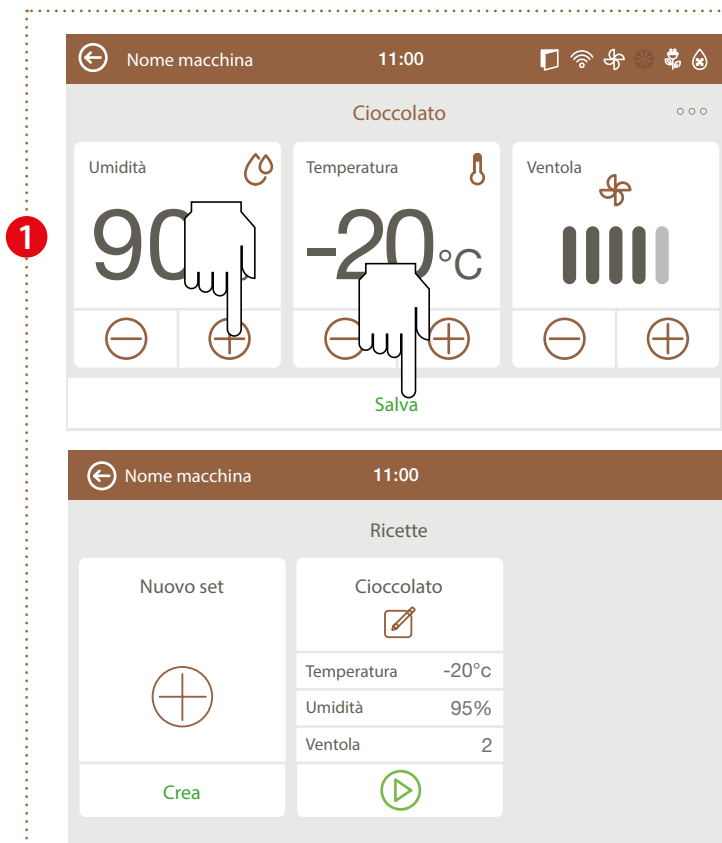 1
Nome macchina 11:00
Cioccolato
Umidità Temperatura Ventola
90 -20°C
Salva
Nome macchina 11:00
Ricette
Nuovo set Cioccolato
Temperatura -20°c
Umidità 95%
Ventola 2
Crea